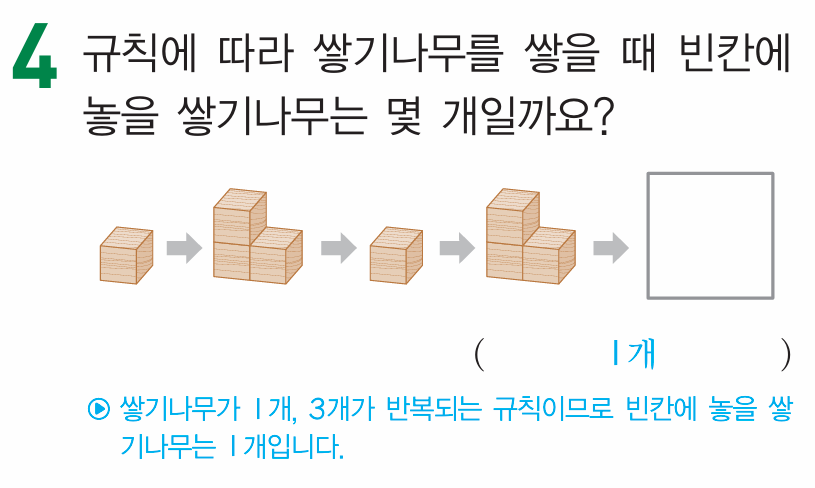 4 규칙에 따라 쌓기나무를 쌓을 때 빈칸에
놓을 쌓기나무는 몇 개일까요?
( 1개 )
쌓기나무가 1개, 3개가 반복되는 규칙이므로 빈칸에 놓을 쌓
기나무는 1개입니다.